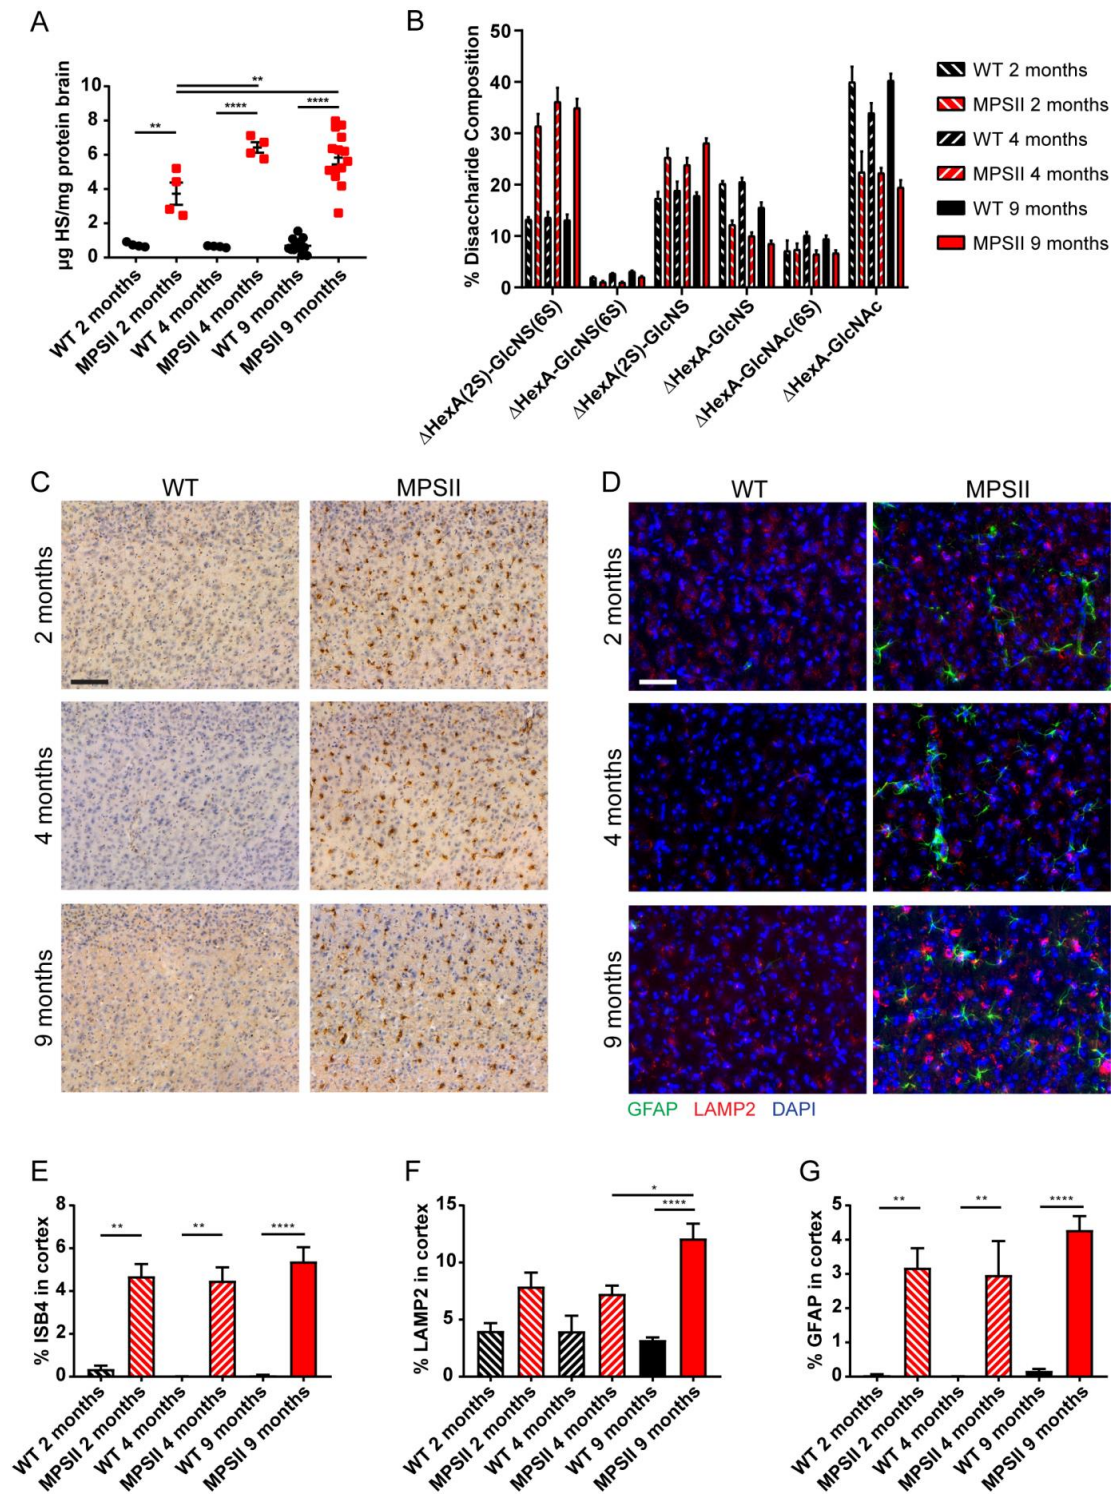 A
µg HS/mg protein brain
10
8
6
4
2
0
**
****
****
**
WT 2 months
MPSII 2 months
WT 4 months
MPSII 4 months
WT 9 months
MPSII 9 months
B
% Disaccharide Composition
50
40
30
20
10
0
ΔHexA(2S)-GlcNS(6S)
ΔHexA-GlcNS(6S)
ΔHexA(2S)-GlcNS
ΔHexA-GlcNS
ΔHexA-GlcNAc(6S)
ΔHexA-GlcNAc
WT 2 months
MPSII 2 months
WT 4 months
MPSII 4 months
WT 9 months
MPSII 9 months
C
WT
MPSII
2 months
4 months
9 months
D
WT
MPSII
2 months
4 months
9 months
GFAP LAMP2 DAPI
E
% ISB4 in cortex
8
6
4
2
0
**
**
****
WT 2 months
MPSII 2 months
WT 4 months
MPSII 4 months
WT 9 months
MPSII 9 months
F
% LAMP2 in cortex
15
10
5
0
*
****
WT 2 months
MPSII 2 months
WT 4 months
MPSII 4 months
WT 9 months
MPSII 9 months
G
% GFAP in cortex
5
4
3
2
1
0
**
**
****
WT 2 months
MPSII 2 months
WT 4 months
MPSII 4 months
WT 9 months
MPSII 9 months